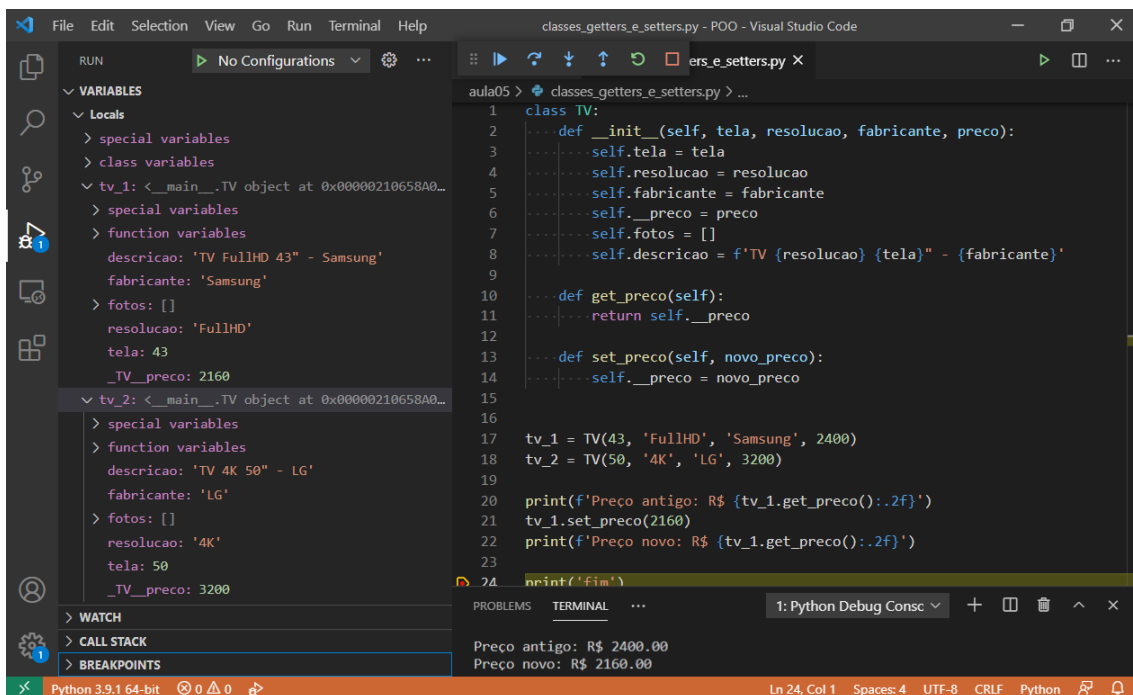 File Edit Selection View Go Run Terminal Help classes_getters_e_setters.py - POO - Visual Studio Code
RUN No Configurations ...
VARIABLES
Locals
special variables
class variables
tv_1: <__main__.TV object at 0x00000210658A0…
special variables
function variables
descricao: 'TV FullHD 43" - Samsung'
fabricante: 'Samsung'
fotos: []
resolucao: 'FullHD'
tela: 43
_TV__preco: 2160
tv_2: <__main__.TV object at 0x00000210658A0…
special variables
function variables
descricao: 'TV 4K 50" - LG'
fabricante: 'LG'
fotos: []
resolucao: '4K'
tela: 50
_TV__preco: 3200
WATCH
CALL STACK
BREAKPOINTS
1
1
ers_e_setters.py
aula05 > classes_getters_e_setters.py > ...
1 class TV:
2 def __init__(self, tela, resolucao, fabricante, preco):
3 self.tela = tela
4 self.resolucao = resolucao
5 self.fabricante = fabricante
6 self.__preco = preco
7 self.fotos = []
8 self.descricao = f'TV {resolucao} {tela}" - {fabricante}'
9
10 def get_preco(self):
11 return self.__preco
12
13 def set_preco(self, novo_preco):
14 self.__preco = novo_preco
15
16
17 tv_1 = TV(43, 'FullHD', 'Samsung', 2400)
18 tv_2 = TV(50, '4K', 'LG', 3200)
19
20 print(f'Preço antigo: R$ {tv_1.get_preco():.2f}')
21 tv_1.set_preco(2160)
22 print(f'Preço novo: R$ {tv_1.get_preco():.2f}')
23
24 print('fim')
PROBLEMS TERMINAL ... 1: Python Debug Consc
Preço antigo: R$ 2400.00
Preço novo: R$ 2160.00
Python 3.9.1 64-bit 0 0 Ln 24, Col 1 Spaces: 4 UTF-8 CRLF Python